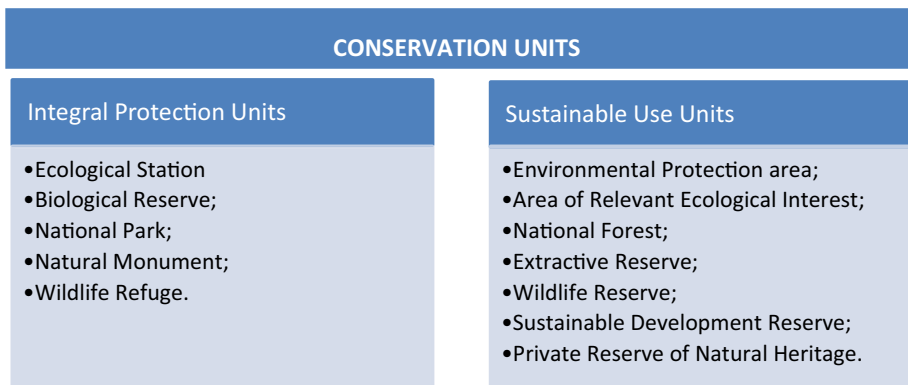 CONSERVATION UNITS
Integral Protection Units
•Ecological Station
•Biological Reserve;
•National Park;
•Natural Monument;
•Wildlife Refuge.
Sustainable Use Units
•Environmental Protection area;
•Area of Relevant Ecological Interest;
•National Forest;
•Extractive Reserve;
•Wildlife Reserve;
•Sustainable Development Reserve;
•Private Reserve of Natural Heritage.